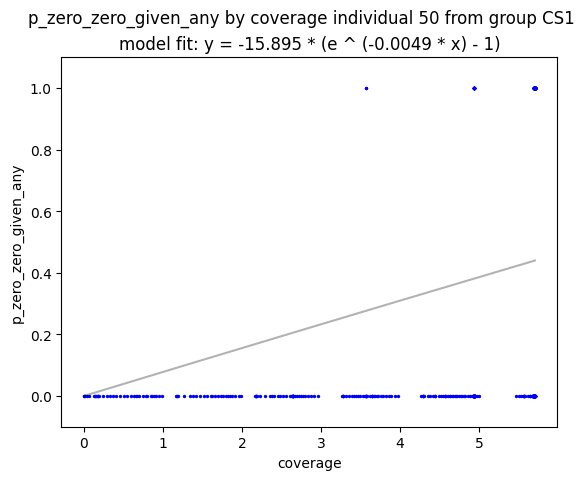 p_zero_zero_given_any by coverage individual 50 from group CS1
model fit: y = -15.895 * (e ^ (-0.0049 * x) - 1)
1.0
0.8
0.6
0.4
0.2
0.0
p_zero_zero_given_any
0 1 2 3 4 5
coverage